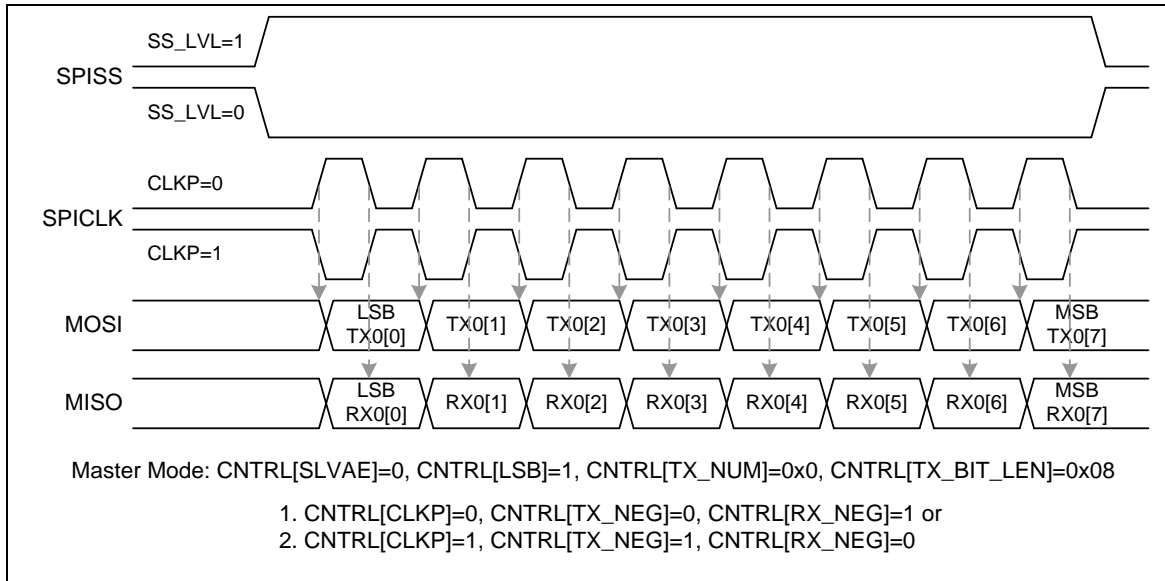 SS_LVL=1
SPISS
SS_LVL=0
CLKP=0
SPICLK
CLKP=1
MOSI
LSB
TX0[0]
TX0[1]
TX0[2]
TX0[3]
TX0[4]
TX0[5]
TX0[6]
MSB
TX0[7]
MISO
LSB
RX0[0]
RX0[1]
RX0[2]
RX0[3]
RX0[4]
RX0[5]
RX0[6]
MSB
RX0[7]
Master Mode: CNTRL[SLVAE]=0, CNTRL[LSB]=1, CNTRL[TX_NUM]=0x0, CNTRL[TX_BIT_LEN]=0x08
1. CNTRL[CLKP]=0, CNTRL[TX_NEG]=0, CNTRL[RX_NEG]=1 or
2. CNTRL[CLKP]=1, CNTRL[TX_NEG]=1, CNTRL[RX_NEG]=0